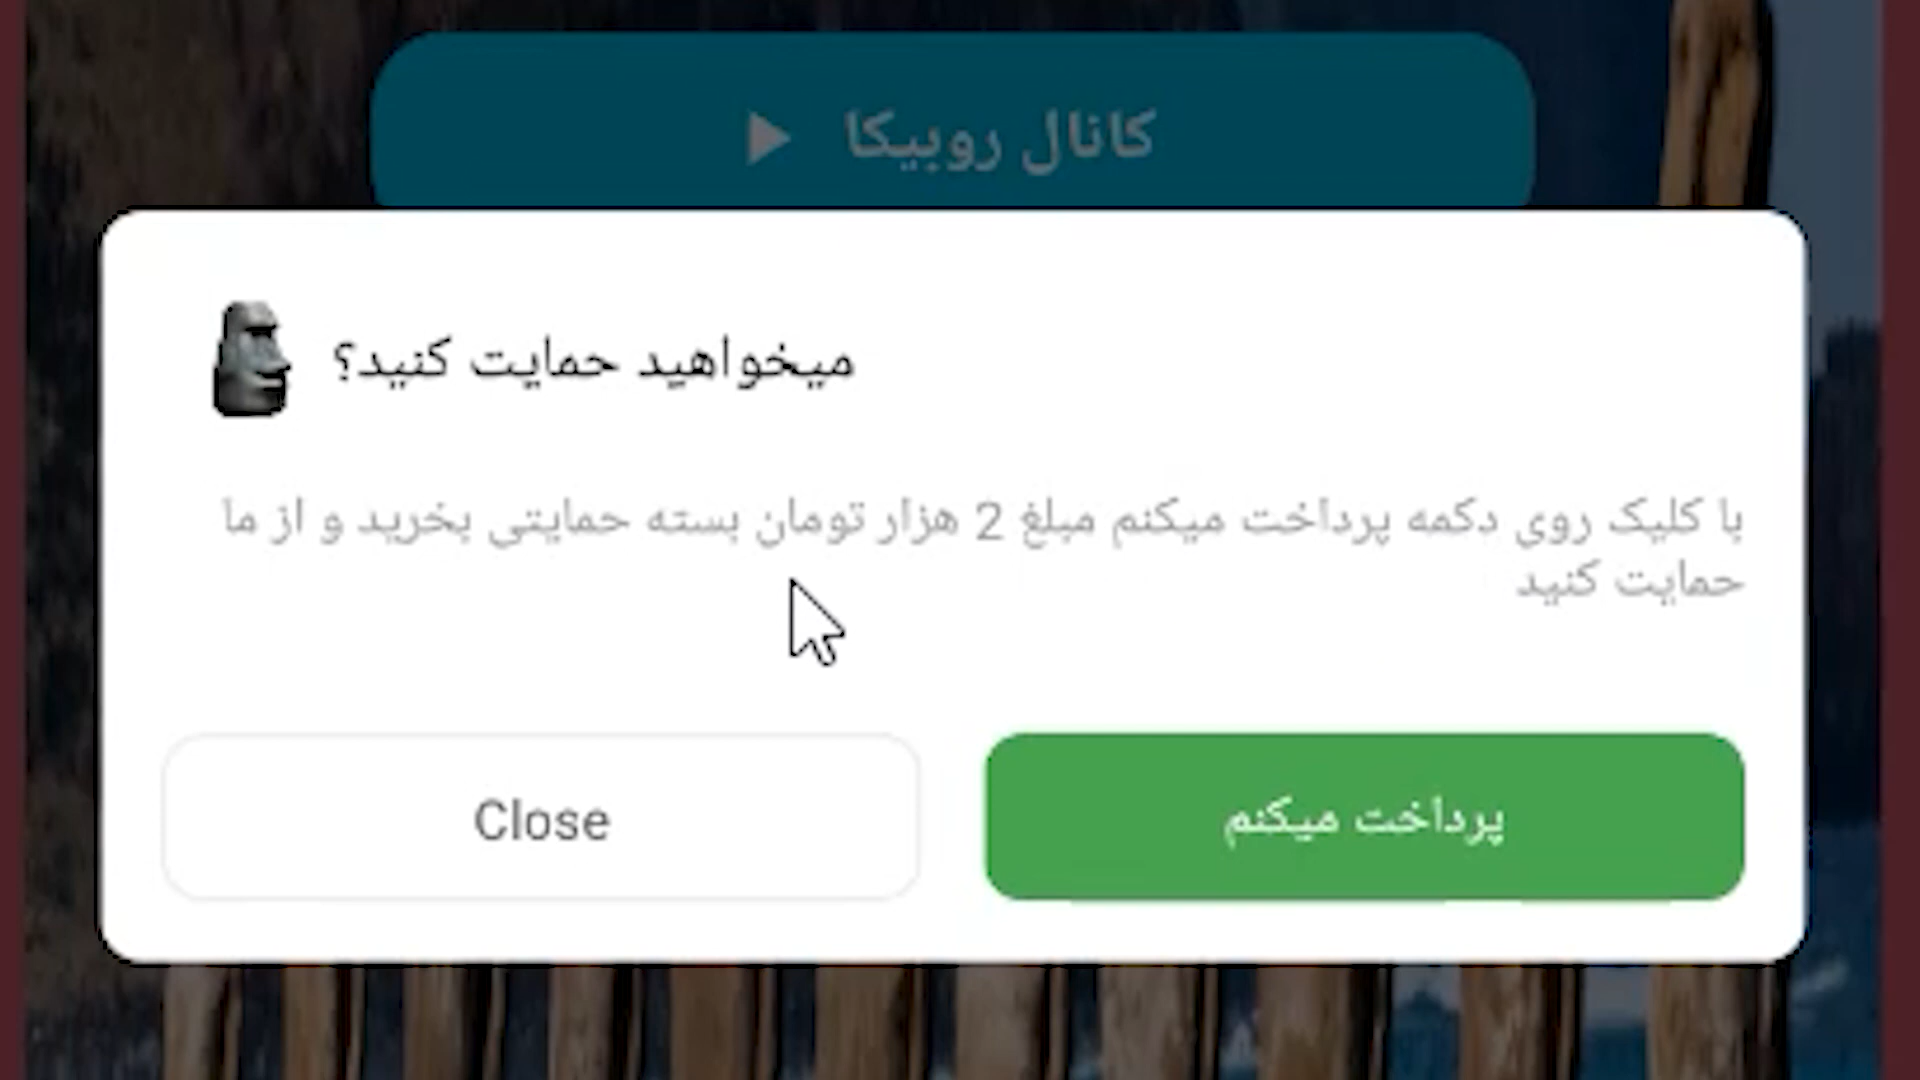 کانال روبیکا
میخواهید حمایت کنید؟
با کلیک روی دکمه پرداخت میکنم مبلغ 2 هزار تومان بسته حمایتی بخرید و از ما
حمایت کنید
پرداخت میکنم
Close